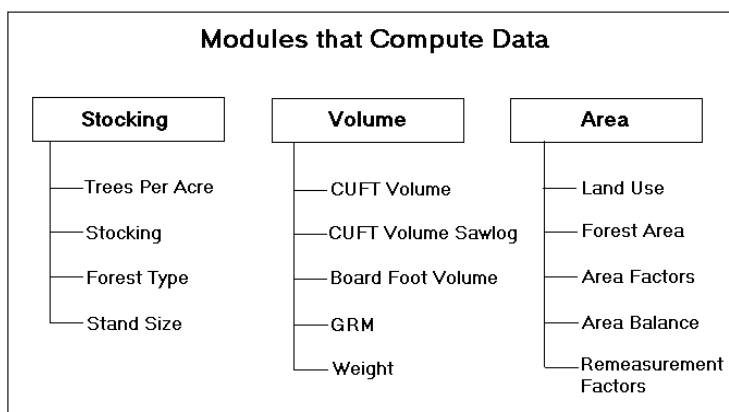 Modules that Compute Data
Stocking
Trees Per Acre
Stocking
Forest Type
Stand Size
Volume
CUFT Volume
CUFT Volume Sawlog
Board Foot Volume
GRM
Weight
Area
Land Use
Forest Area
Area Factors
Area Balance
Remeasurement
Factors